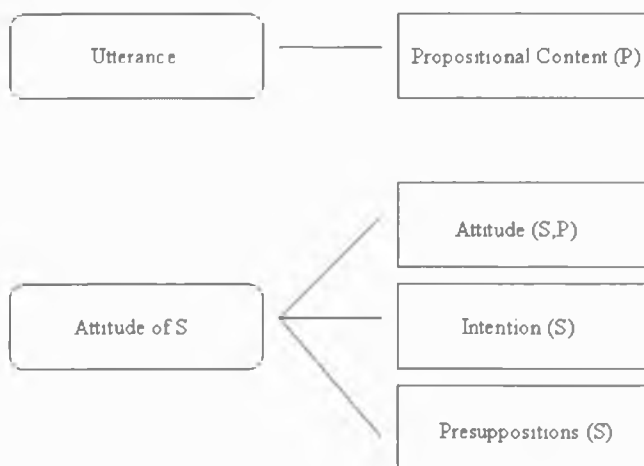 Utterance
Propositional Content (P)
Attitude (S,P)
Attitude of S
Intention (S)
Presuppositions (S)